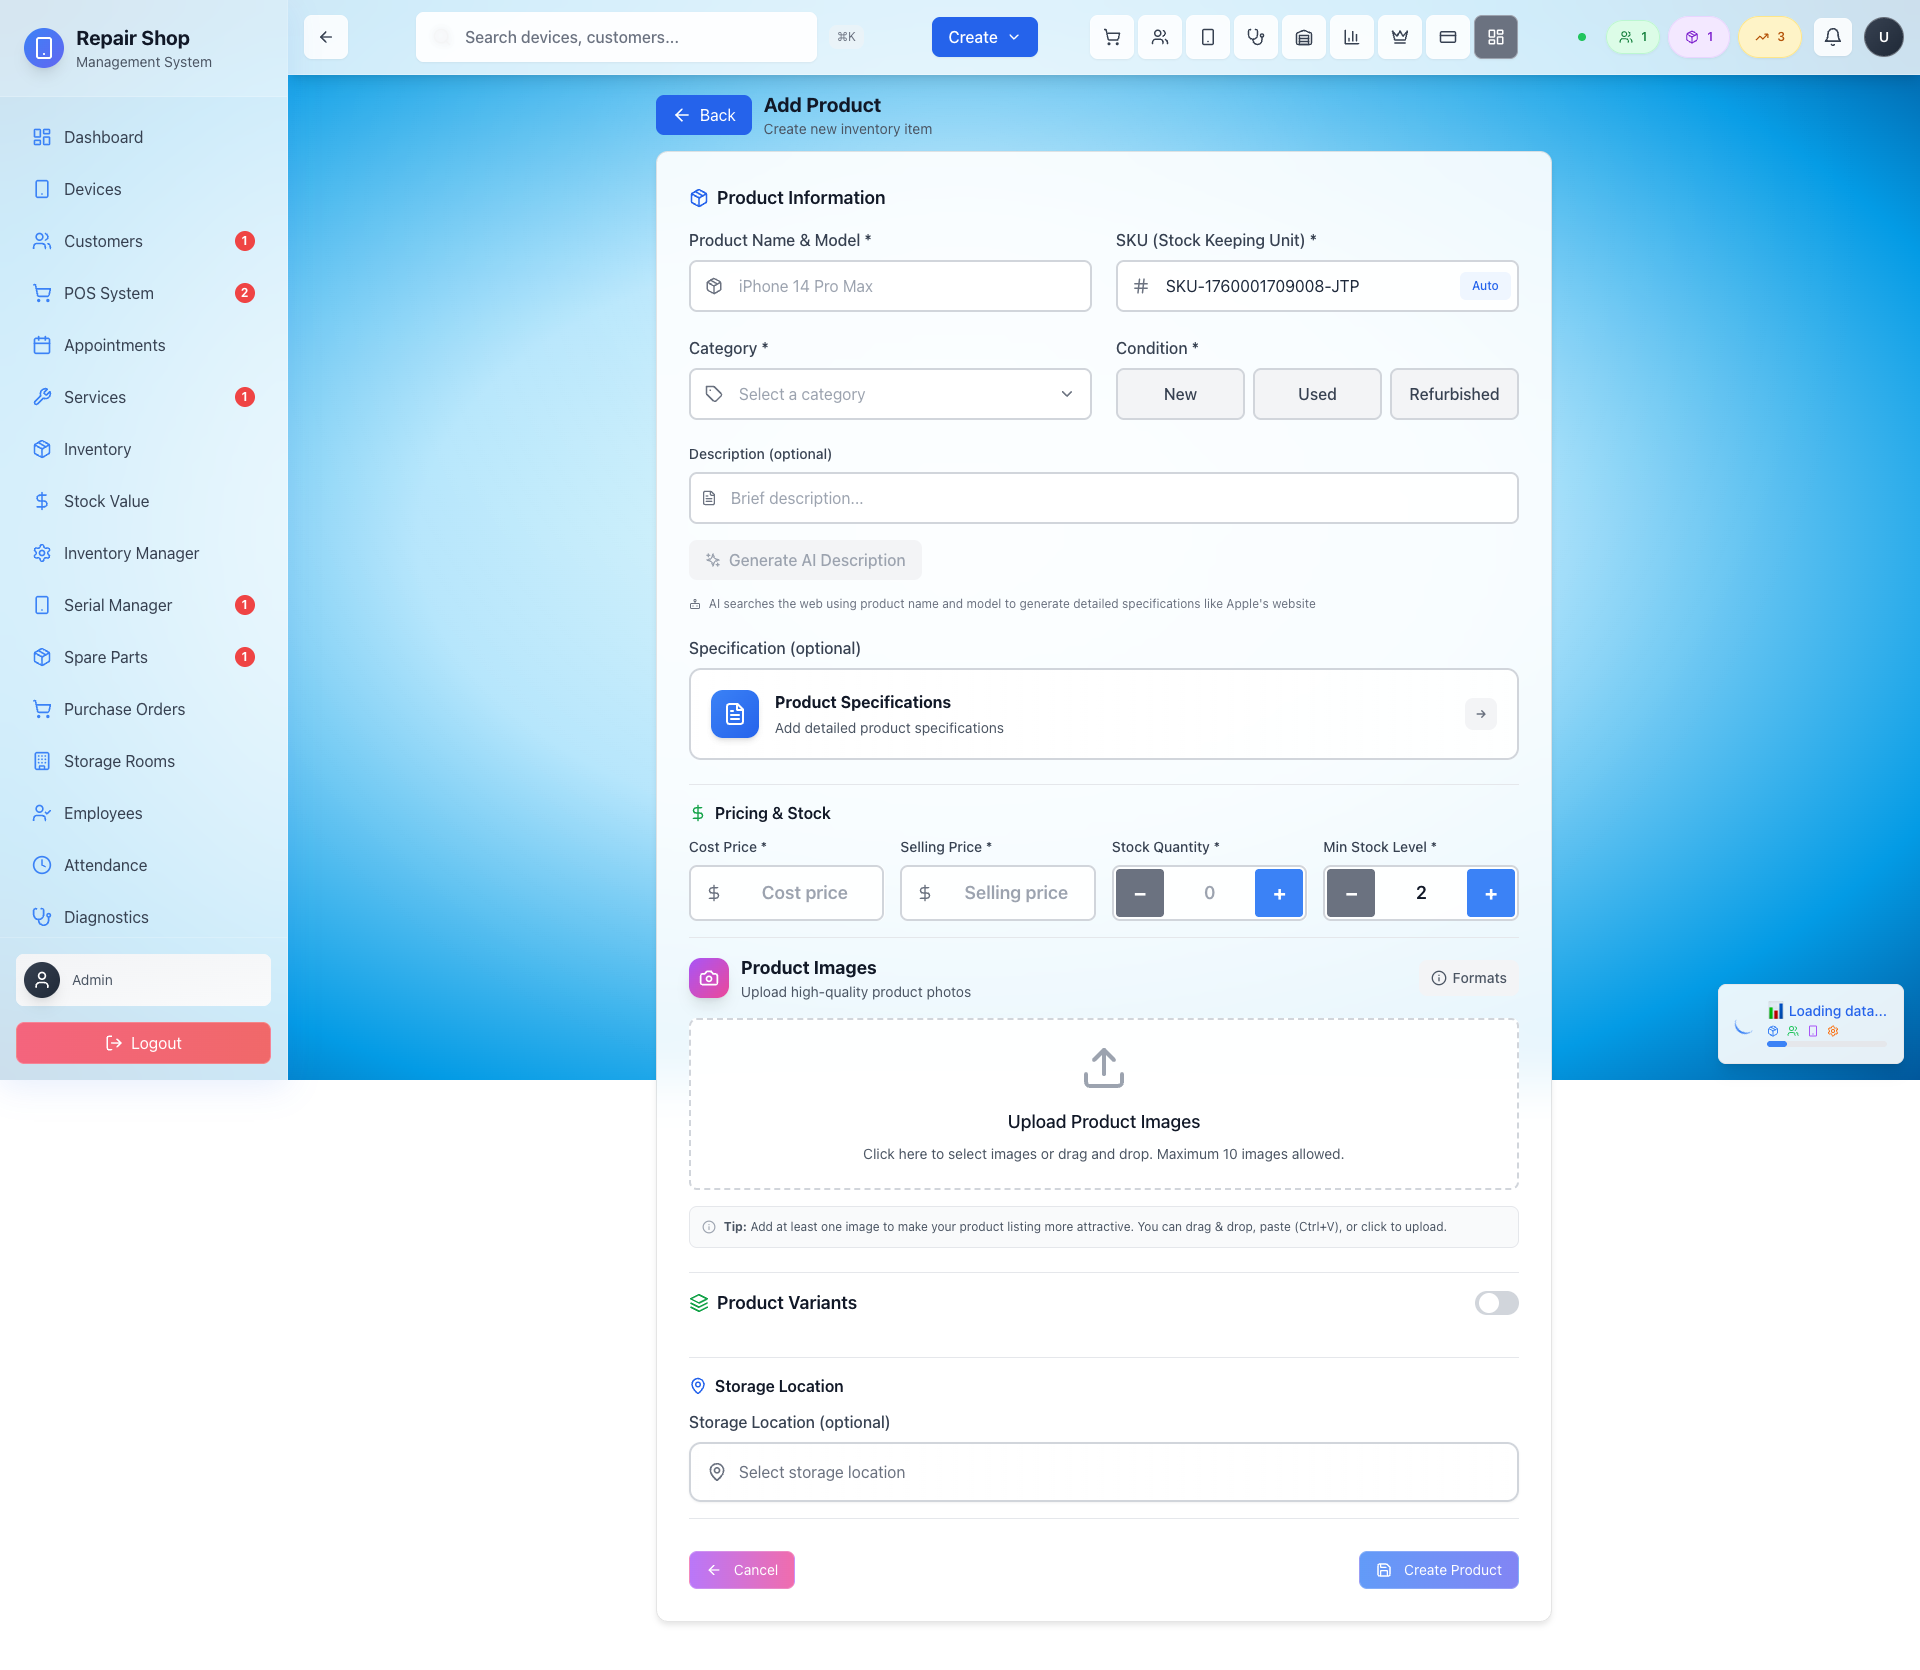 Repair Shop
Management System
Search devices, customers...
⌘K
Create
1
1
3
U
Dashboard
Devices
Customers
1
POS System
2
Appointments
Services
1
Inventory
Stock Value
Inventory Manager
Serial Manager
1
Spare Parts
1
Purchase Orders
Storage Rooms
Employees
Attendance
Diagnostics
Admin
Logout
Back
Add Product
Create new inventory item
Product Information
Product Name & Model *
SKU (Stock Keeping Unit) *
iPhone 14 Pro Max
SKU-1760001709008-JTP
Auto
Category *
Condition *
Select a category
New
Used
Refurbished
Description (optional)
Brief description...
Generate AI Description
AI searches the web using product name and model to generate detailed specifications like Apple's website
Specification (optional)
Product Specifications
Add detailed product specifications
Pricing & Stock
Cost Price *
Selling Price *
Stock Quantity *
Min Stock Level *
Cost price
Selling price
− 0 +
− 2 +
Product Images
Upload high-quality product photos
Formats
Upload Product Images
Click here to select images or drag and drop. Maximum 10 images allowed.
Tip: Add at least one image to make your product listing more attractive. You can drag & drop, paste (Ctrl+V), or click to upload.
Product Variants
Storage Location
Storage Location (optional)
Select storage location
Cancel
Create Product
Loading data...